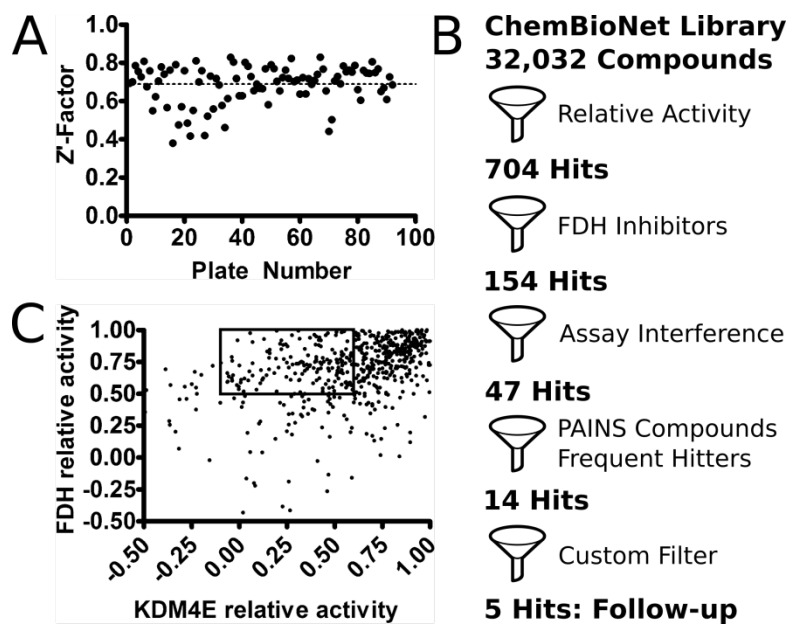 A
Z'-Factor
1.0
0.8
0.6
0.4
0.2
0.0
0
20
40
60
80
100
Plate Number
B
ChemBioNet Library
32,032 Compounds
Relative Activity
704 Hits
FDH Inhibitors
154 Hits
Assay Interference
47 Hits
PAINS Compounds
Frequent Hitters
14 Hits
Custom Filter
5 Hits: Follow-up
C
FDH relative activity
1.00
0.75
0.50
0.25
0.00
-0.25
-0.50
-0.50
-0.25
0.00
0.25
0.50
0.75
1.00
KDM4E relative activity